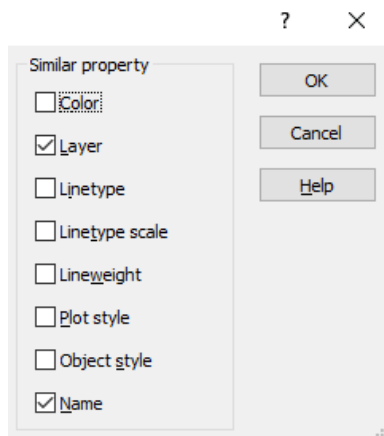 ?
Similar property
OK
Color
Cancel
Layer
Help
Linetype
Linetype scale
Lineweight
Plot style
Object style
Name